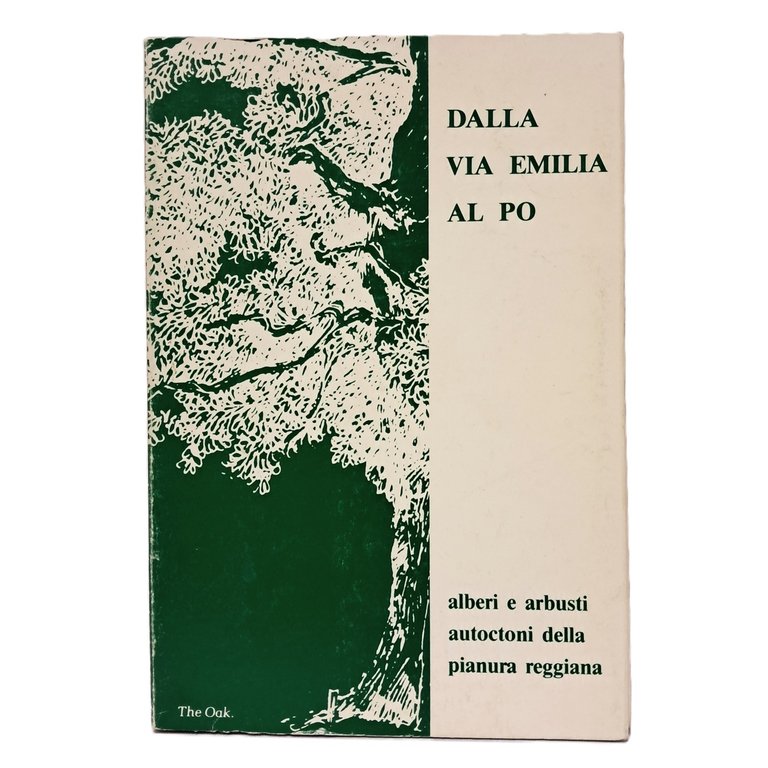 DALLA
VIA EMILIA
AL PO
alberi e arbusti
autoctoni della
pianura reggiana
The Oak.